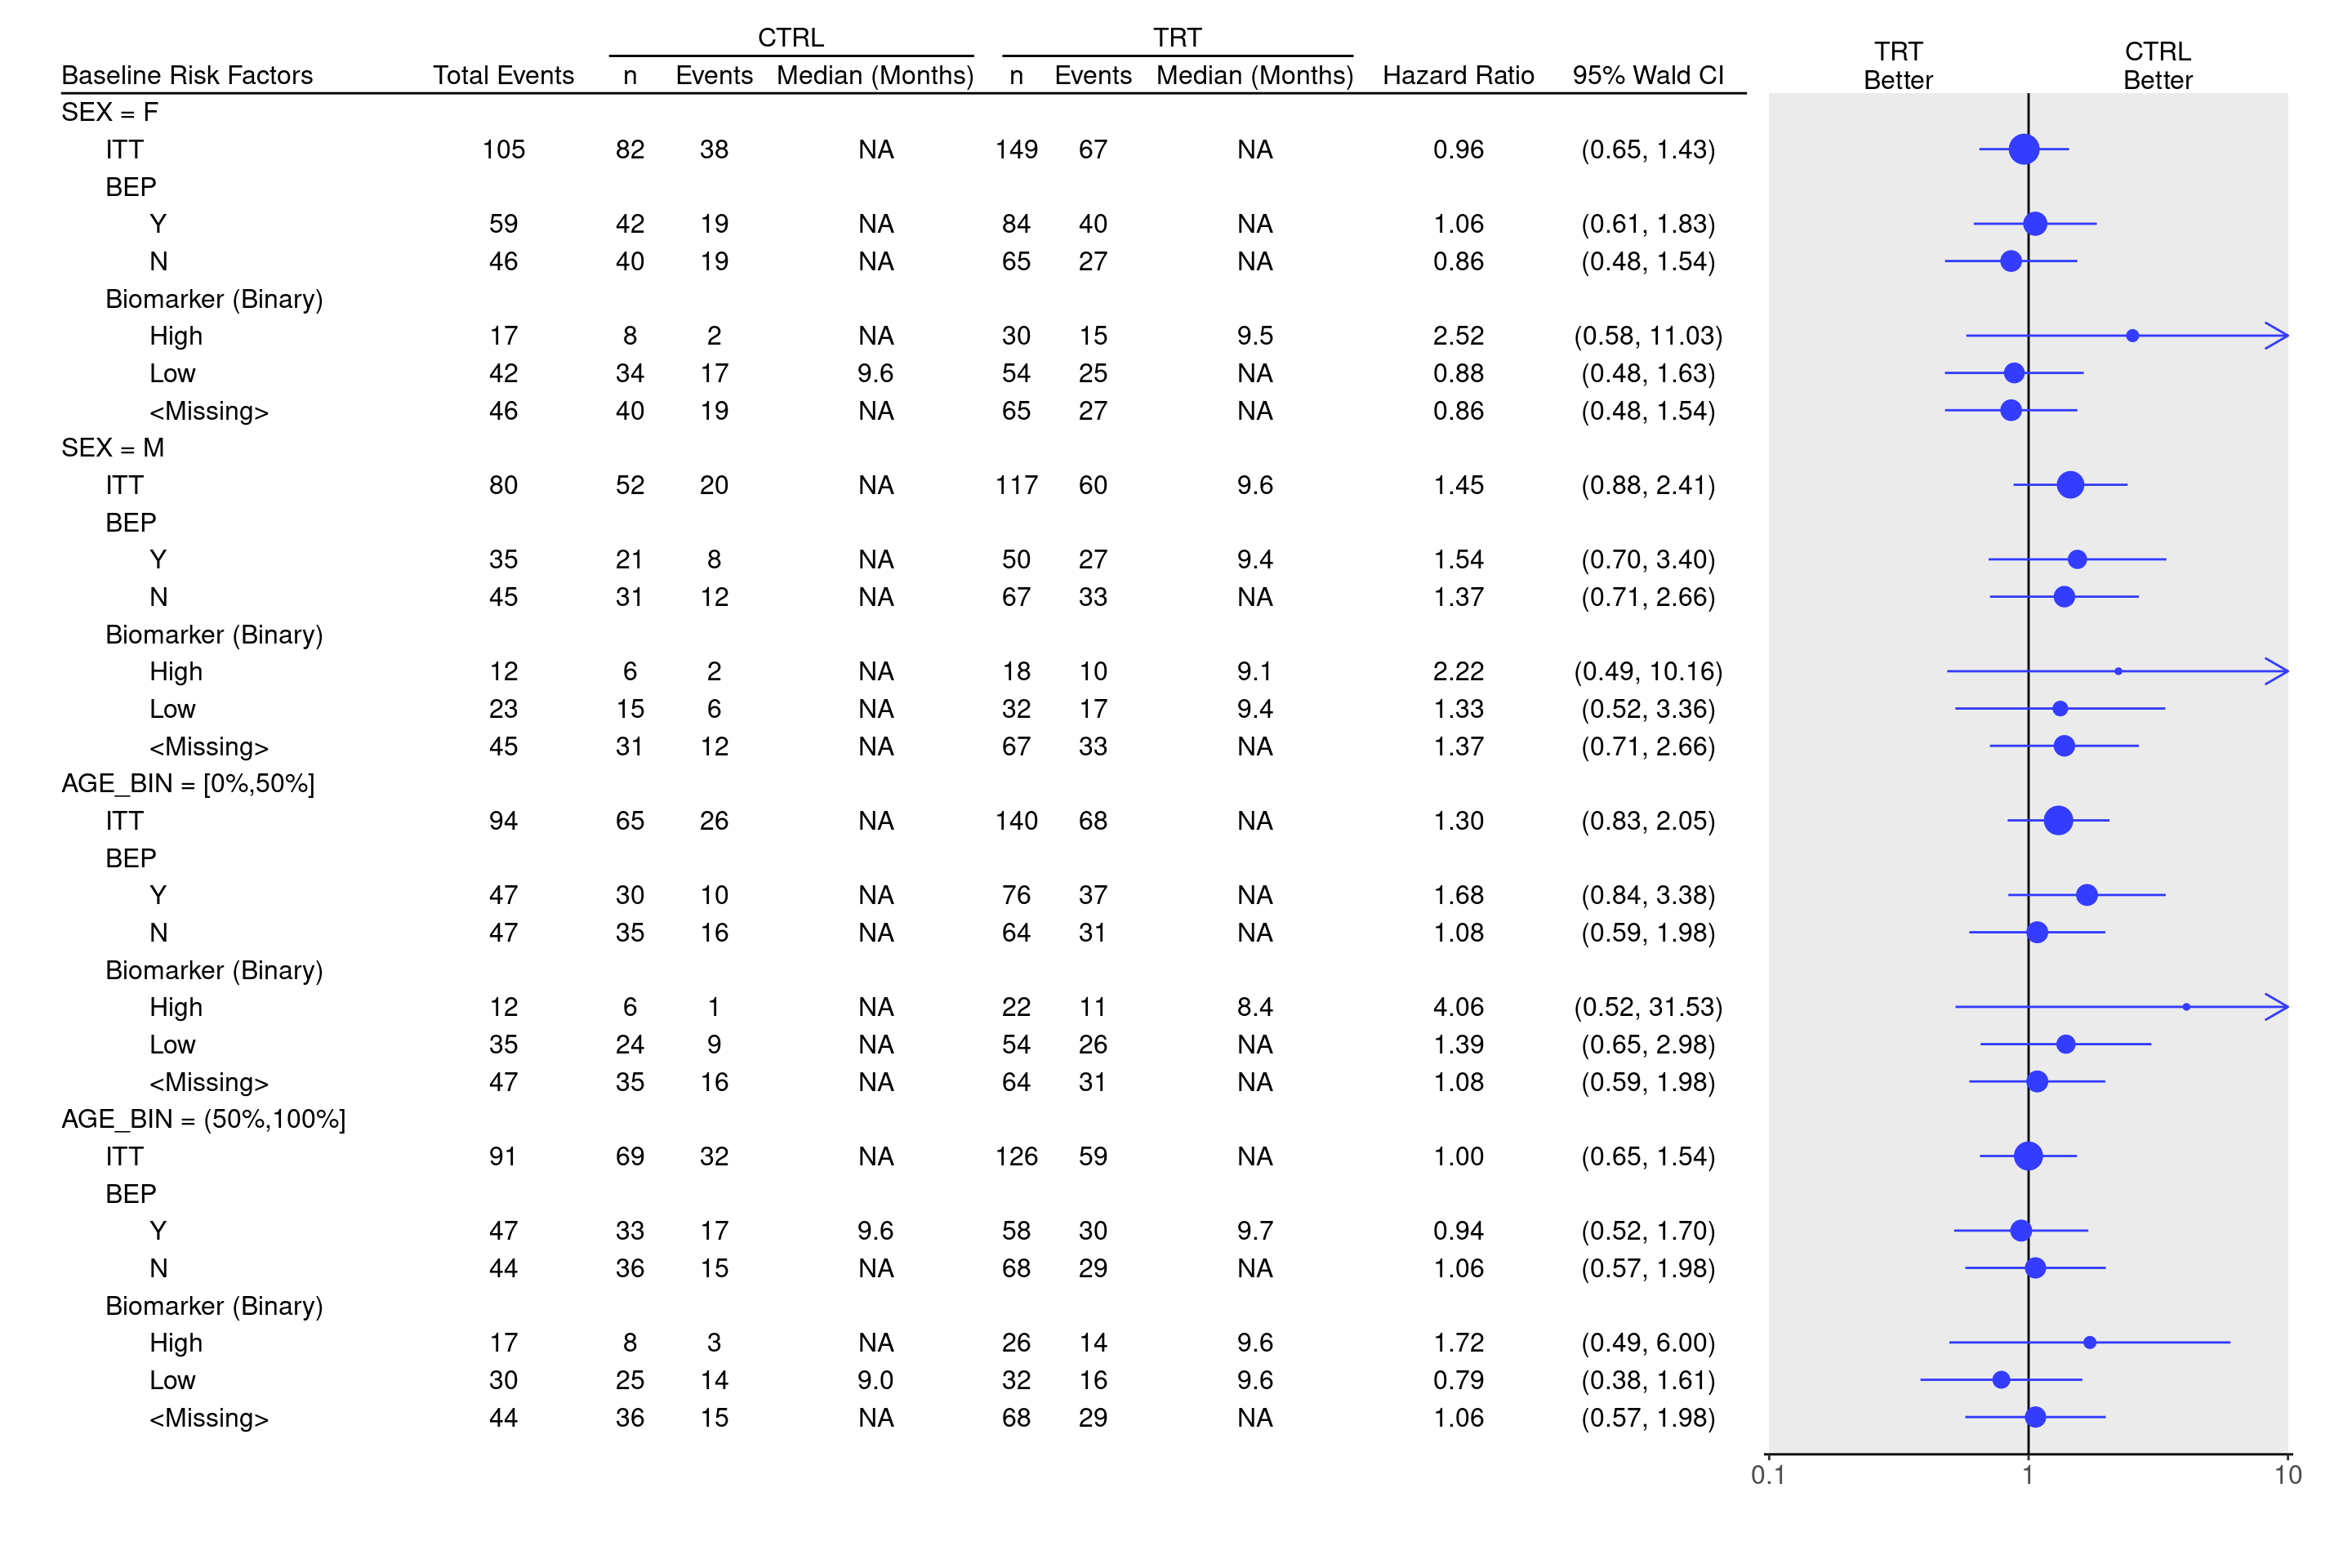 CTRL TRT
TRT CTRL
Baseline Risk Factors Total Events n Events Median (Months) n Events Median (Months) Hazard Ratio 95% Wald CI Better Better
SEX = F
ITT 105 82 38 NA 149 67 NA 0.96 (0.65, 1.43)
BEP
Y 59 42 19 NA 84 40 NA 1.06 (0.61, 1.83)
N 46 40 19 NA 65 27 NA 0.86 (0.48, 1.54)
Biomarker (Binary)
High 17 8 2 NA 30 15 9.5 2.52 (0.58, 11.03)
Low 42 34 17 9.6 54 25 NA 0.88 (0.48, 1.63)
<Missing> 46 40 19 NA 65 27 NA 0.86 (0.48, 1.54)
SEX = M
ITT 80 52 20 NA 117 60 9.6 1.45 (0.88, 2.41)
BEP
Y 35 21 8 NA 50 27 9.4 1.54 (0.70, 3.40)
N 45 31 12 NA 67 33 NA 1.37 (0.71, 2.66)
Biomarker (Binary)
High 12 6 2 NA 18 10 9.1 2.22 (0.49, 10.16)
Low 23 15 6 NA 32 17 9.4 1.33 (0.52, 3.36)
<Missing> 45 31 12 NA 67 33 NA 1.37 (0.71, 2.66)
AGE_BIN = [0%,50%]
ITT 94 65 26 NA 140 68 NA 1.30 (0.83, 2.05)
BEP
Y 47 30 10 NA 76 37 NA 1.68 (0.84, 3.38)
N 47 35 16 NA 64 31 NA 1.08 (0.59, 1.98)
Biomarker (Binary)
High 12 6 1 NA 22 11 8.4 4.06 (0.52, 31.53)
Low 35 24 9 NA 54 26 NA 1.39 (0.65, 2.98)
<Missing> 47 35 16 NA 64 31 NA 1.08 (0.59, 1.98)
AGE_BIN = (50%,100%]
ITT 91 69 32 NA 126 59 NA 1.00 (0.65, 1.54)
BEP
Y 47 33 17 9.6 58 30 9.7 0.94 (0.52, 1.70)
N 44 36 15 NA 68 29 NA 1.06 (0.57, 1.98)
Biomarker (Binary)
High 17 8 3 NA 26 14 9.6 1.72 (0.49, 6.00)
Low 30 25 14 9.0 32 16 9.6 0.79 (0.38, 1.61)
<Missing> 44 36 15 NA 68 29 NA 1.06 (0.57, 1.98)
0.1 1 10